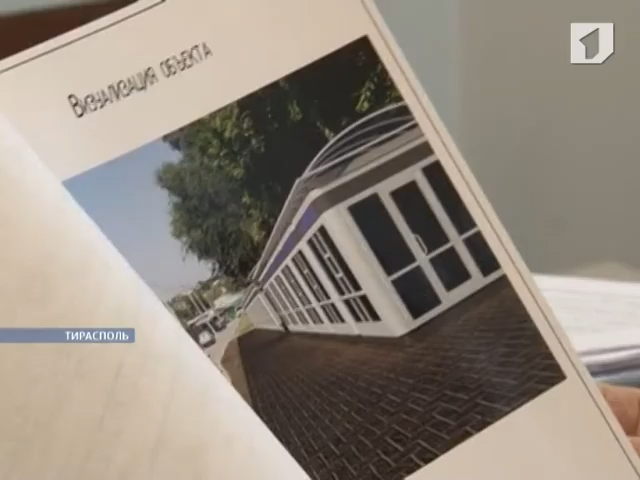 Визуализация объекта
1
ТИРАСПОЛЬ